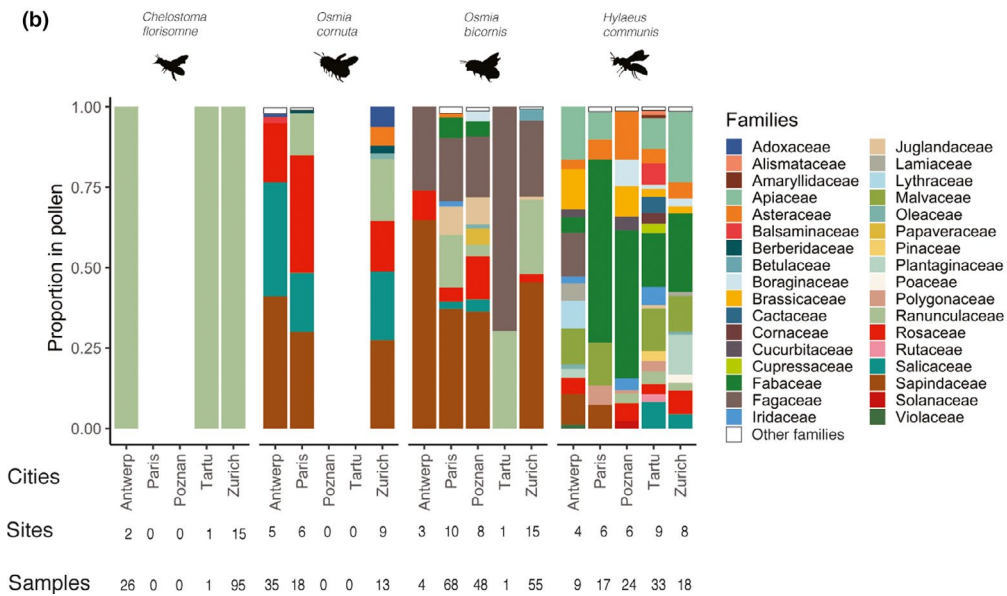 (b)
Chelostoma florisomne
Osmia cornuta
Osmia bicornis
Hylaeus communis
Proportion in pollen
1.00
0.75
0.50
0.25
0.00
Antwerp Paris Poznan Tartu Zurich Antwerp Paris Poznan Tartu Zurich Antwerp Paris Poznan Tartu Zurich Antwerp Paris Poznan Tartu Zurich
Cities
Sites 2 0 0 1 15 5 6 0 0 9 3 10 8 1 15 4 6 6 9 8
Samples 26 0 0 1 95 35 18 0 0 13 4 68 48 1 55 9 17 24 33 18
Families
Adoxaceae
Alismataceae
Amaryllidaceae
Apiaceae
Asteraceae
Balsaminaceae
Berberidaceae
Betulaceae
Boraginaceae
Brassicaceae
Cactaceae
Cornaceae
Cucurbitaceae
Cupressaceae
Fabaceae
Fagaceae
Iridaceae
Other families
Juglandaceae
Lamiaceae
Lythraceae
Malvaceae
Oleaceae
Papaveraceae
Pinaceae
Plantaginaceae
Poaceae
Polygonaceae
Ranunculaceae
Rosaceae
Rutaceae
Salicaceae
Sapindaceae
Solanaceae
Violaceae